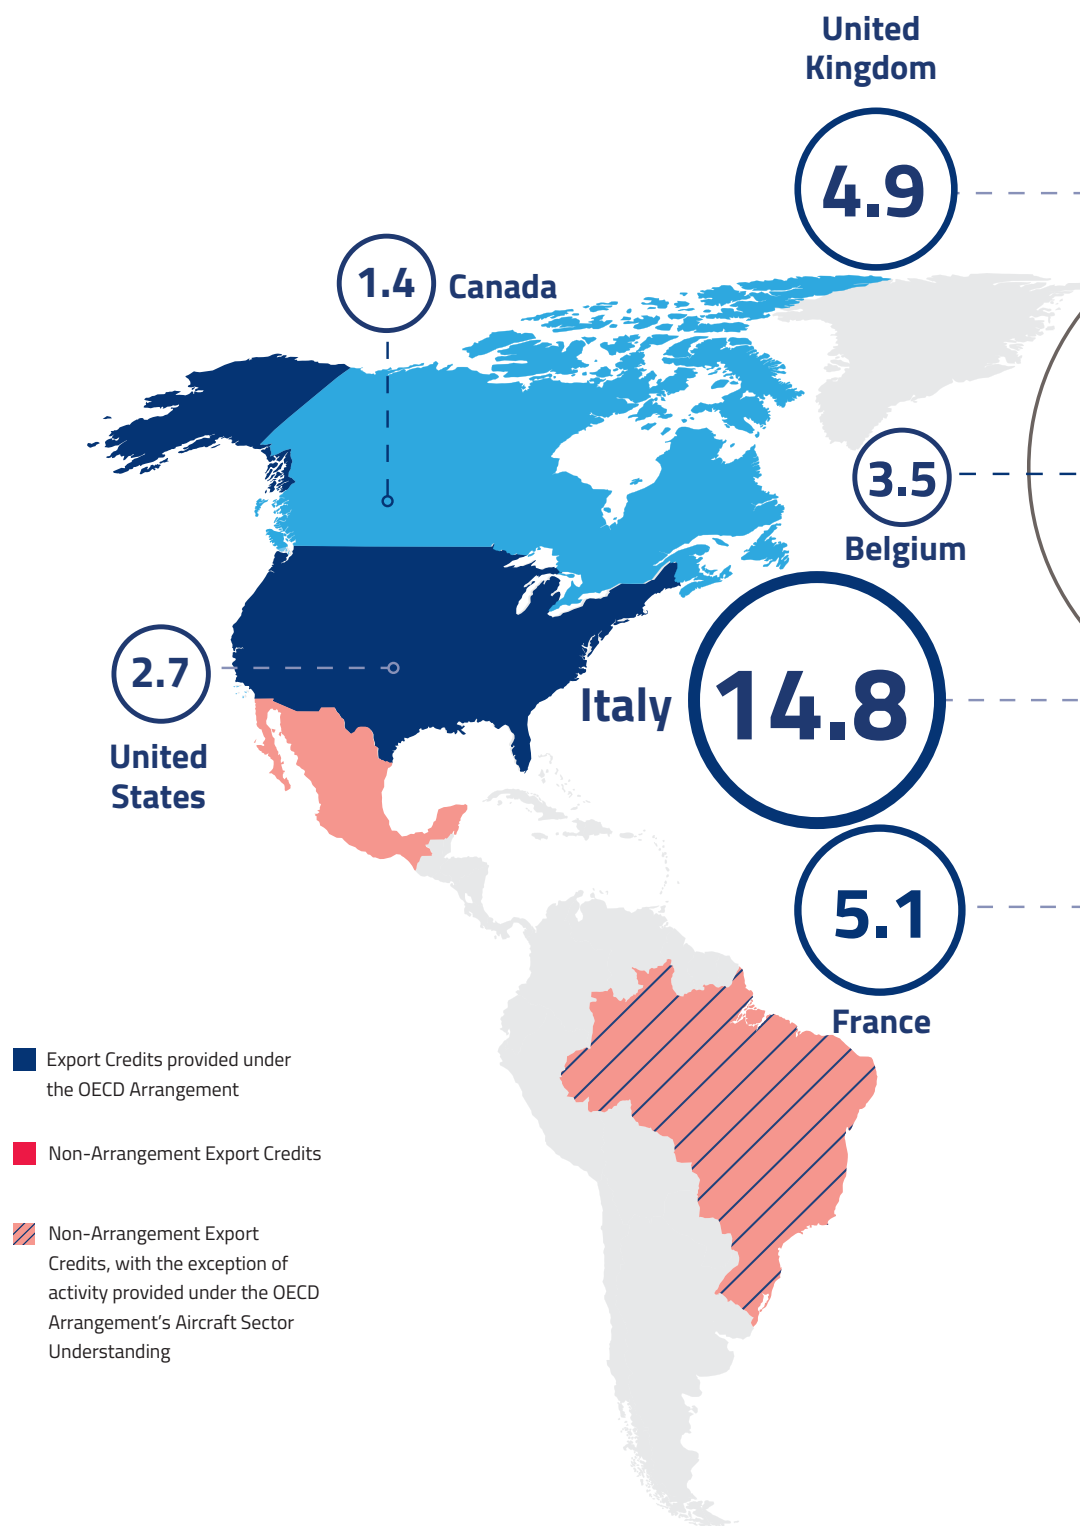 United
Kingdom
4.9
1.4
Canada
3.5
Belgium
2.7
United
States
Italy
14.8
5.1
France
Export Credits provided under
the OECD Arrangement
Non-Arrangement Export Credits
Non-Arrangement Export
Credits, with the exception of
activity provided under the OECD
Arrangement’s Aircraft Sector
Understanding